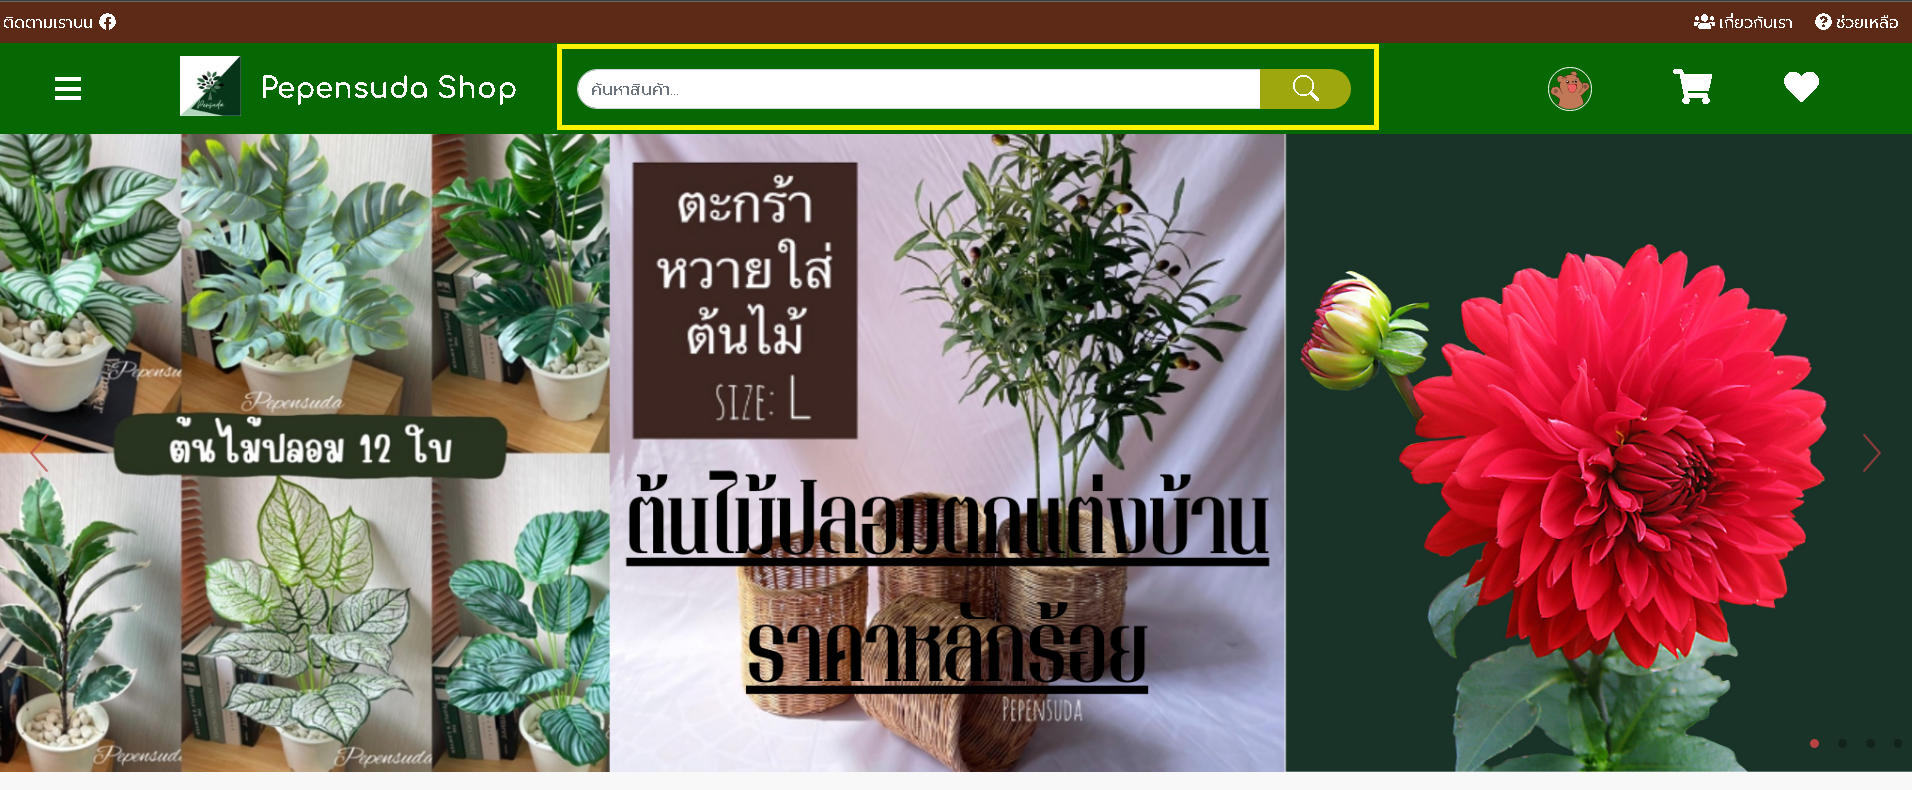 ติดตามเราบน
เกี่ยวกับเรา
ช่วยเหลือ
Pensuda
Pepensuda Shop
ค้นหาสินค้า...
Pepensu
Pepensuda
ต้นไม้ปลอม 12 ใบ
Pepensuda
Pepensuda
ตะกร้า
หวายใส่
ต้นไม้
SIZE: L
ต้นไม้ปลอมตกแต่งบ้าน
ราคาหลักร้อย
PEPENSUDA